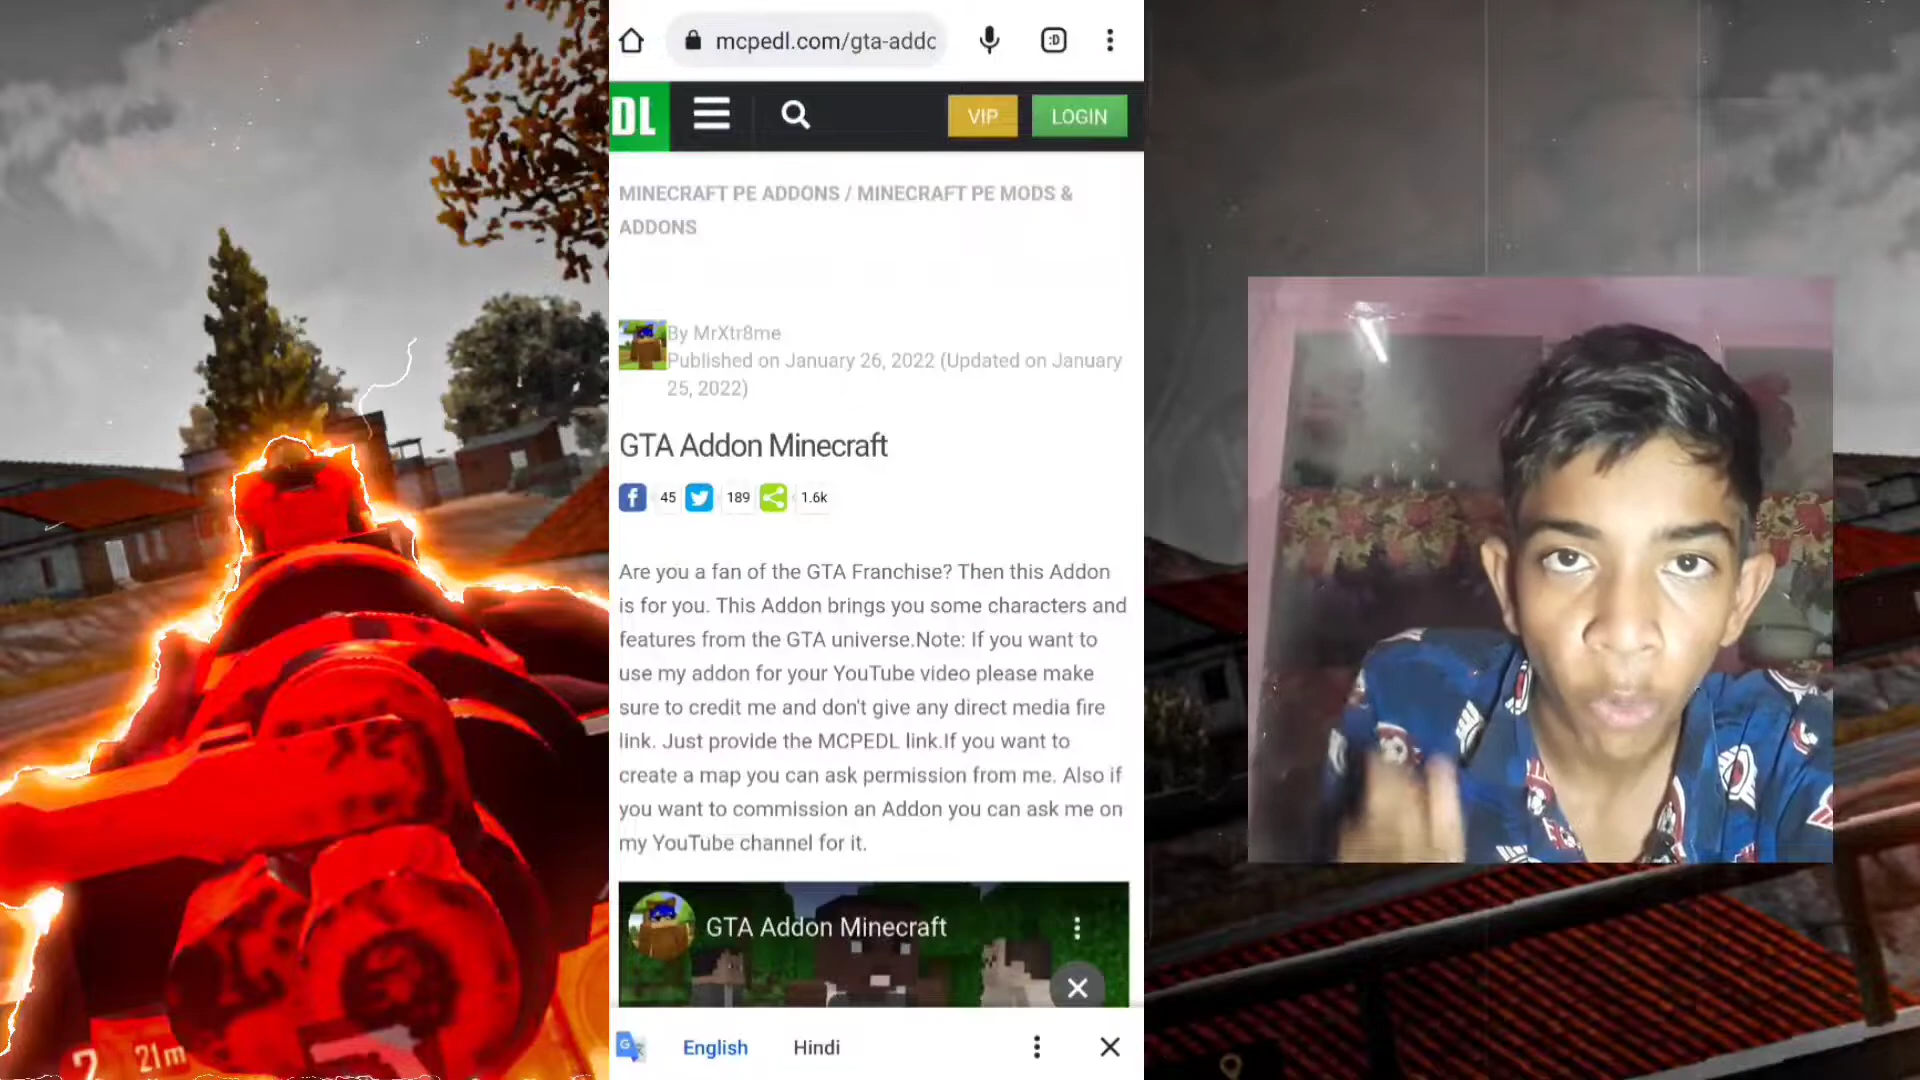 mcpedl.com/gta-addc
:D
DL
VIP
LOGIN
MINECRAFT PE ADDONS / MINECRAFT PE MODS &
ADDONS
By MrXtr8me
Published on January 26, 2022 (Updated on January
25, 2022)
GTA Addon Minecraft
45
189
1.6k
Are you a fan of the GTA Franchise? Then this Addon
is for you. This Addon brings you some characters and
features from the GTA universe.Note: If you want to
use my addon for your YouTube video please make
sure to credit me and don't give any direct media fire
link. Just provide the MCPEDL link.If you want to
create a map you can ask permission from me. Also if
you want to commission an Addon you can ask me on
my YouTube channel for it.
GTA Addon Minecraft
English
Hindi
2
21m